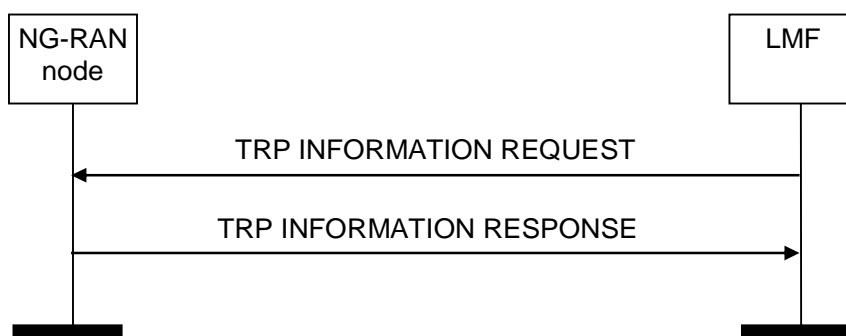 NG-RAN
node
LMF
TRP INFORMATION REQUEST
TRP INFORMATION RESPONSE